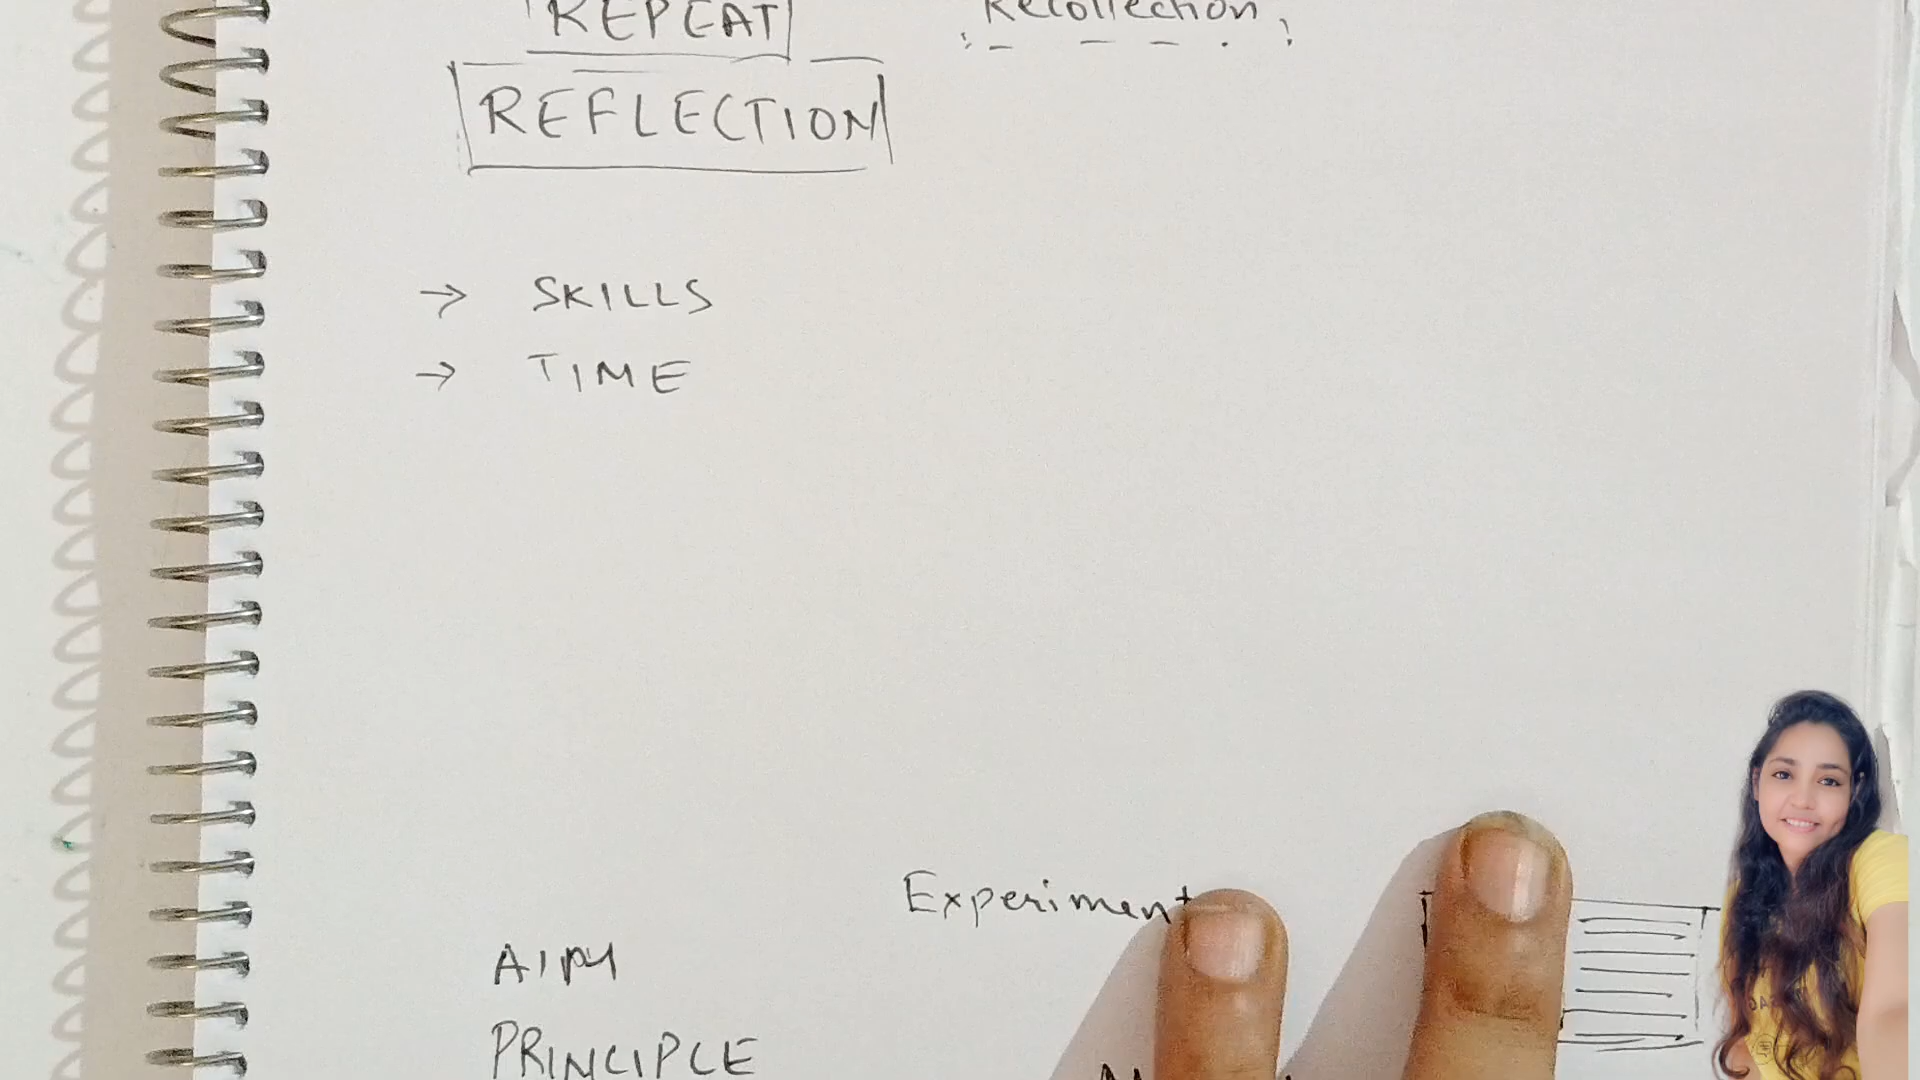 REPEAT
Recollection
REFLECTION
→ SKILLS
→ TIME
Experiment
AIM
PRINCIPLE